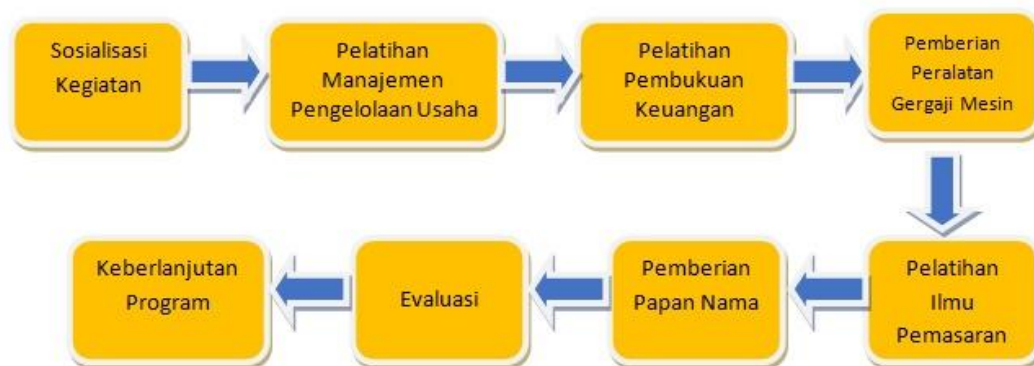 Sosialisasi
Kegiatan
Pelatihan
Manajemen
Pengelolaan Usaha
Pelatihan
Pembukuan
Keuangan
Pemberian
Peralatan
Gergaji Mesin
Pelatihan
Ilmu
Pemasaran
Pemberian
Papan Nama
Evaluasi
Keberlanjutan
Program